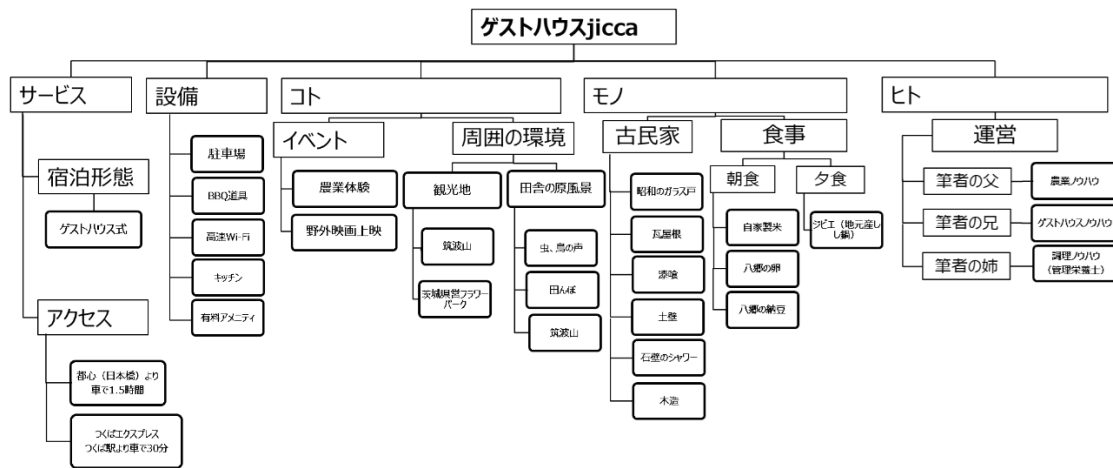 ゲストハウスjicca
サービス
宿泊形態
ゲストハウス式
アクセス
都心（日本橋）より
車で1.5時間
つくばエクスプレス
つくば駅より車で30分
設備
駐車場
BBQ道具
高速Wi-Fi
キッチン
有料アメニティ
コト
イベント
農業体験
野外映画上映
周囲の環境
観光地
筑波山
茨城県営フラワー
パーク
田舎の原風景
虫、鳥の声
田んぼ
筑波山
モノ
古民家
昭和のガラス戸
瓦屋根
漆喰
土壁
石壁のシャワー
木造
食事
朝食
自家製米
八郷の卵
八郷の納豆
夕食
ジビエ（地元産し
し鍋）
ヒト
運営
筆者の父
農業ノウハウ
筆者の兄
ゲストハウスノウハウ
筆者の姉
調理ノウハウ
（管理栄養士）